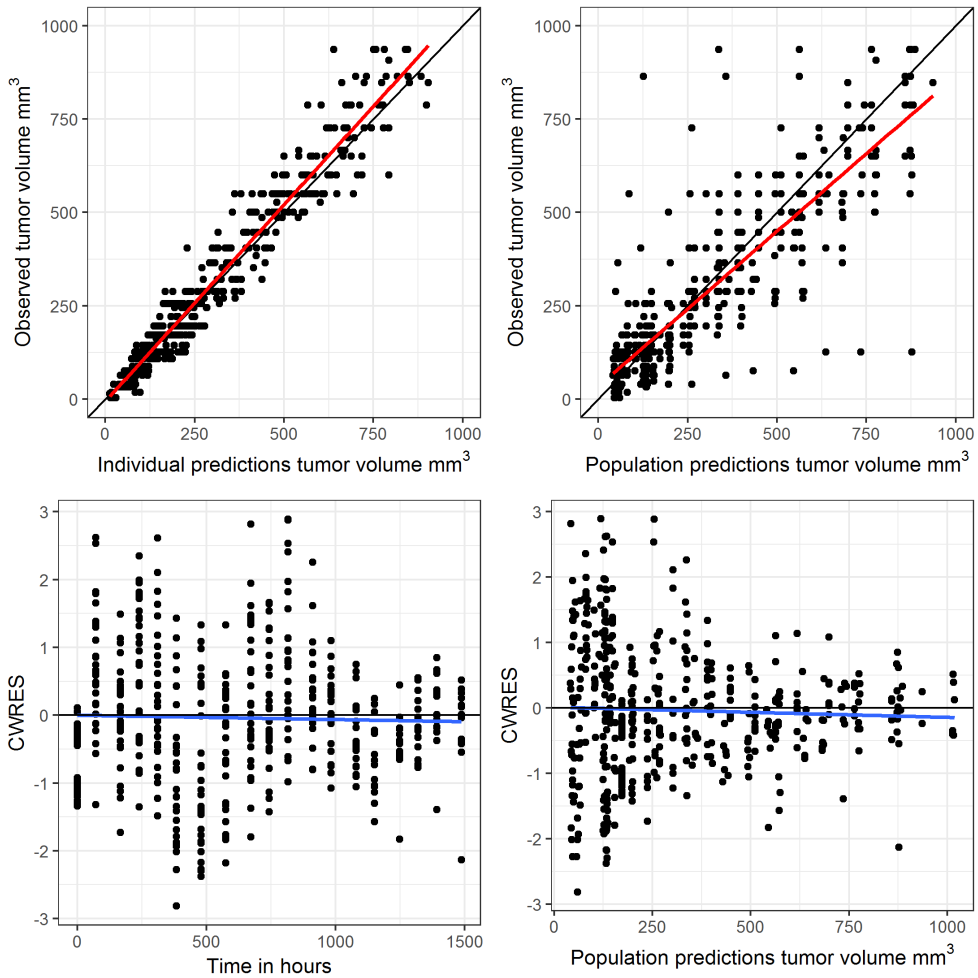 1000
750
500
250
0
Observed tumor volume mm³
0 250 500 750 1000
Individual predictions tumor volume mm³
1000
750
500
250
0
Observed tumor volume mm³
0 250 500 750 1000
Population predictions tumor volume mm³
3
2
1
0
-1
-2
-3
CWRES
0 500 1000 1500
Time in hours
3
2
1
0
-1
-2
-3
CWRES
0 250 500 750 1000
Population predictions tumor volume mm³